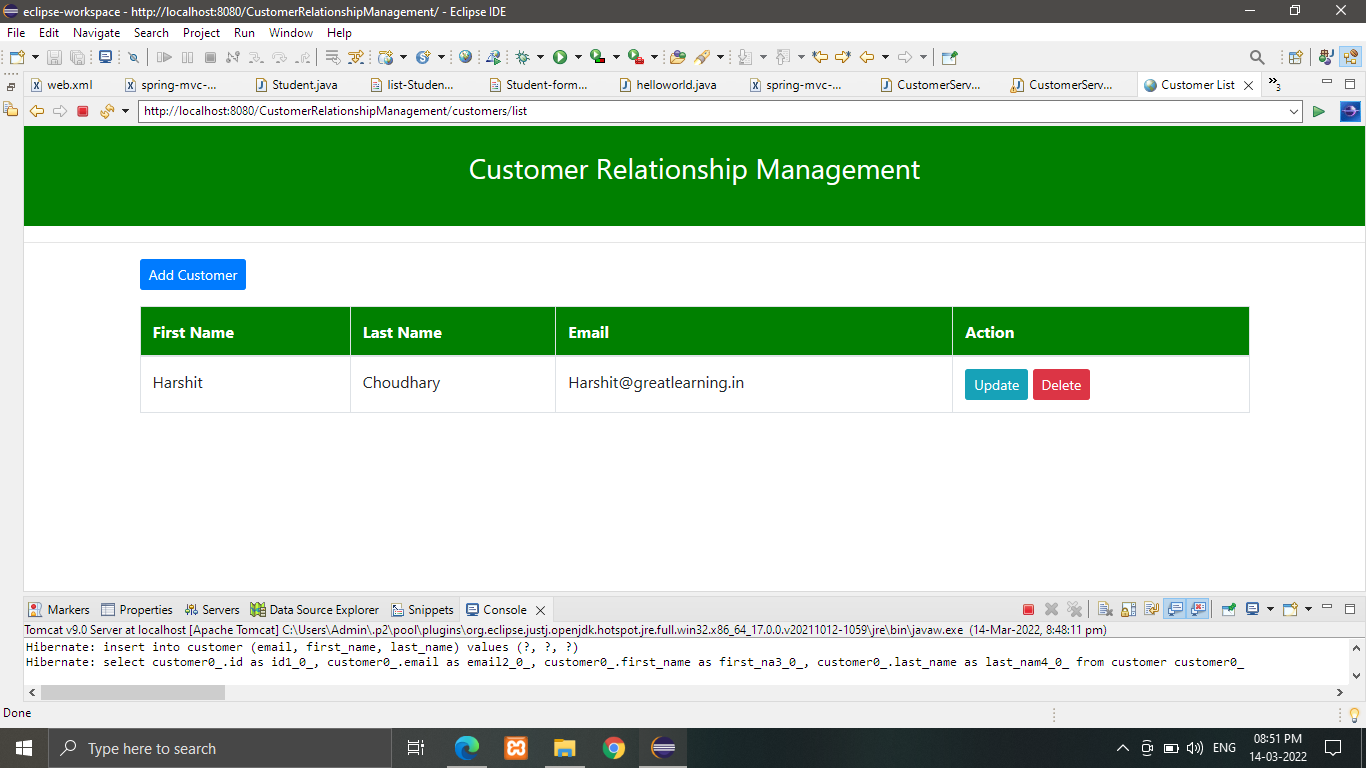 eclipse-workspace - http://localhost:8080/CustomerRelationshipManagement/ - Eclipse IDE
File Edit Navigate Search Project Run Window Help
web.xml spring-mvc-... Student.java list-Studen... Student-form... helloworld.java spring-mvc-... CustomerServ... CustomerServ... Customer List »3
http://localhost:8080/CustomerRelationshipManagement/customers/list
Customer Relationship Management
Add Customer
First Name Last Name Email Action
Harshit Choudhary Harshit@greatlearning.in Update Delete
Markers Properties Servers Data Source Explorer Snippets Console
Tomcat v9.0 Server at localhost [Apache Tomcat] C:\Users\Admin\.p2\pool\plugins\org.eclipse.justj.openjdk.hotspot.jre.full.win32.x86_64_17.0.0.v20211012-1059\jre\bin\javaw.exe (14-Mar-2022, 8:48:11 pm)
Hibernate: insert into customer (email, first_name, last_name) values (?, ?, ?)
Hibernate: select customer0_.id as id1_0_, customer0_.email as email2_0_, customer0_.first_name as first_na3_0_, customer0_.last_name as last_nam4_0_ from customer customer0_
Done
Type here to search
ENG
08:51 PM
14-03-2022